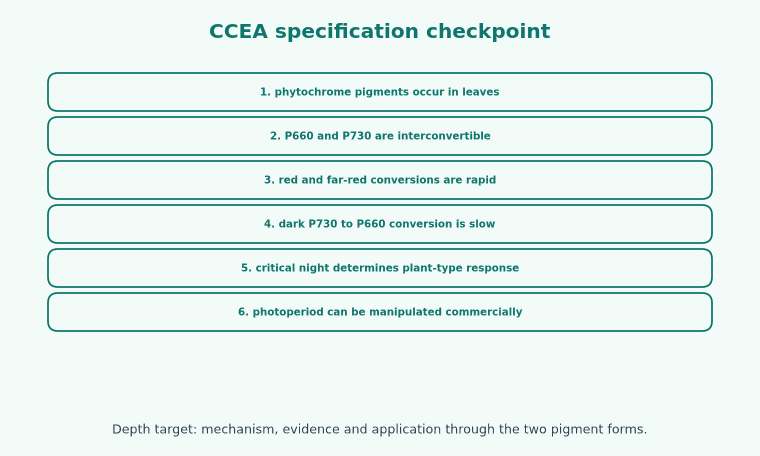 CCEA specification checkpoint
1. phytochrome pigments occur in leaves
2. P660 and P730 are interconvertible
3. red and far-red conversions are rapid
4. dark P730 to P660 conversion is slow
5. critical night determines plant-type response
6. photoperiod can be manipulated commercially
Depth target: mechanism, evidence and application through the two pigment forms.